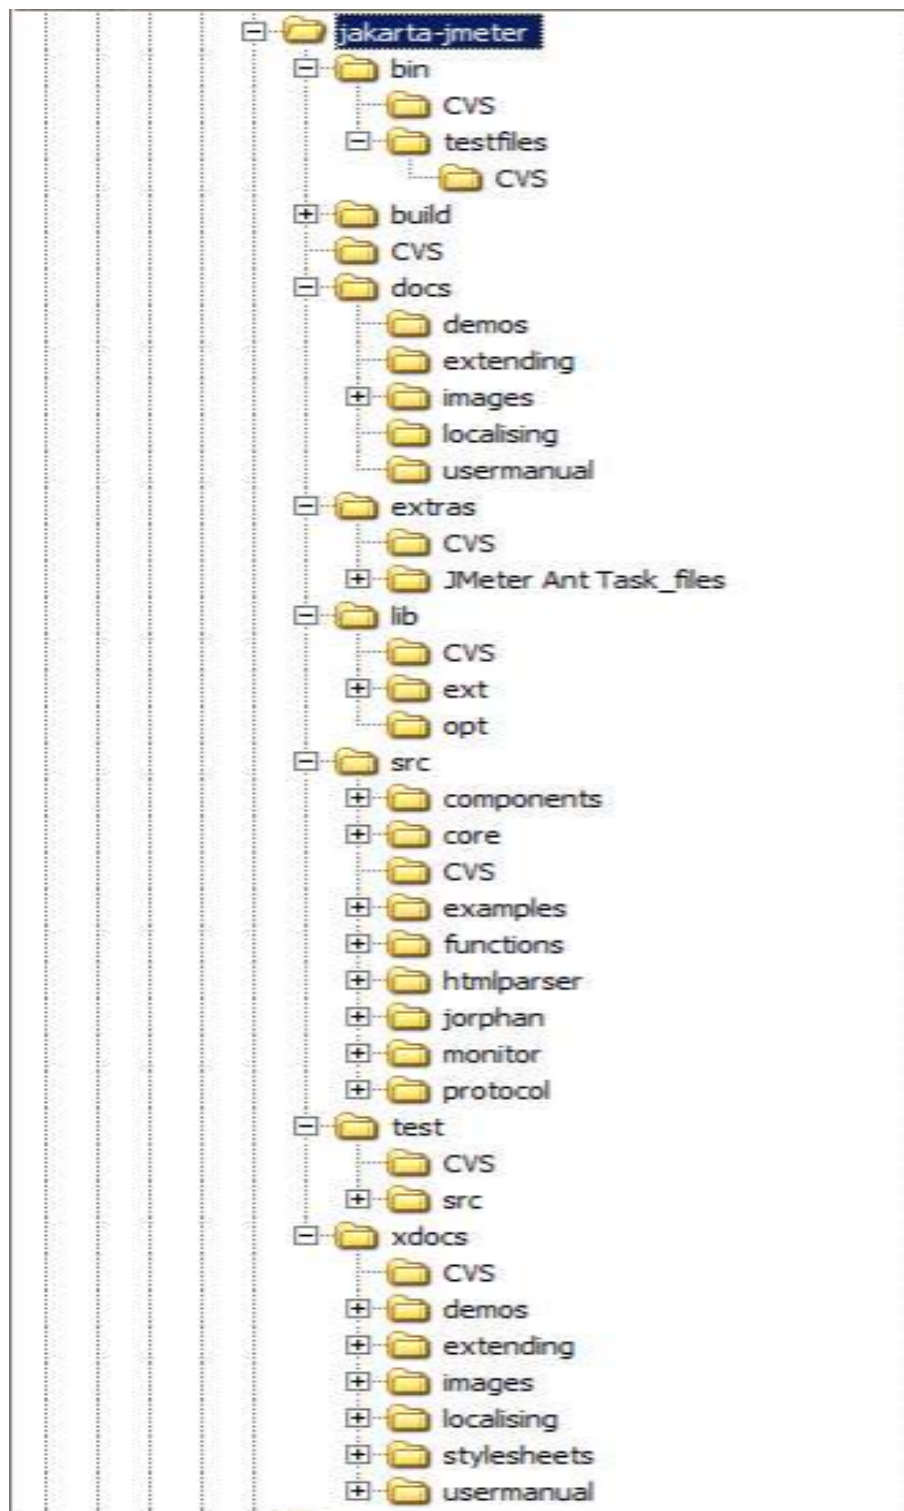 jakarta-jmeter
bin
CVS
testfiles
CVS
build
CVS
docs
demos
extending
images
localising
usermanual
extras
CVS
JMeter Ant Task_files
lib
CVS
ext
opt
src
components
core
CVS
examples
functions
htmlparser
jorphan
monitor
protocol
test
CVS
src
xdocs
CVS
demos
extending
images
localising
stylesheets
usermanual